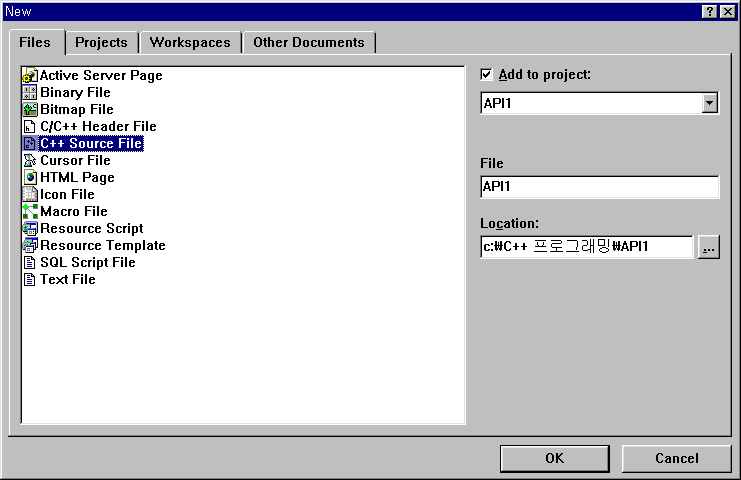 New
Files Projects Workspaces Other Documents
Active Server Page
Binary File
Bitmap File
C/C++ Header File
C++ Source File
Cursor File
HTML Page
Icon File
Macro File
Resource Script
Resource Template
SQL Script File
Text File
Add to project:
API1
File
API1
Location:
c:₩C++ 프로그래밍₩API1
...
OK Cancel